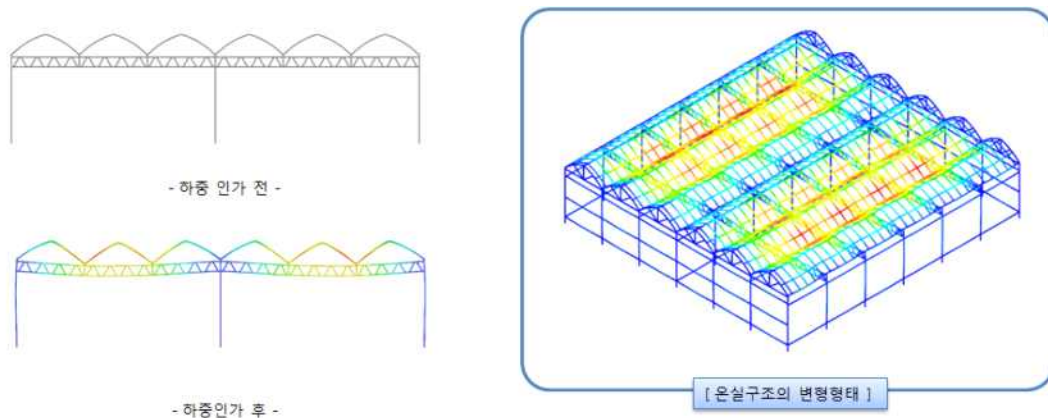 - 하중 인가 전 -
- 하중인가 후 -
[ 온실구조의 변형형태 ]